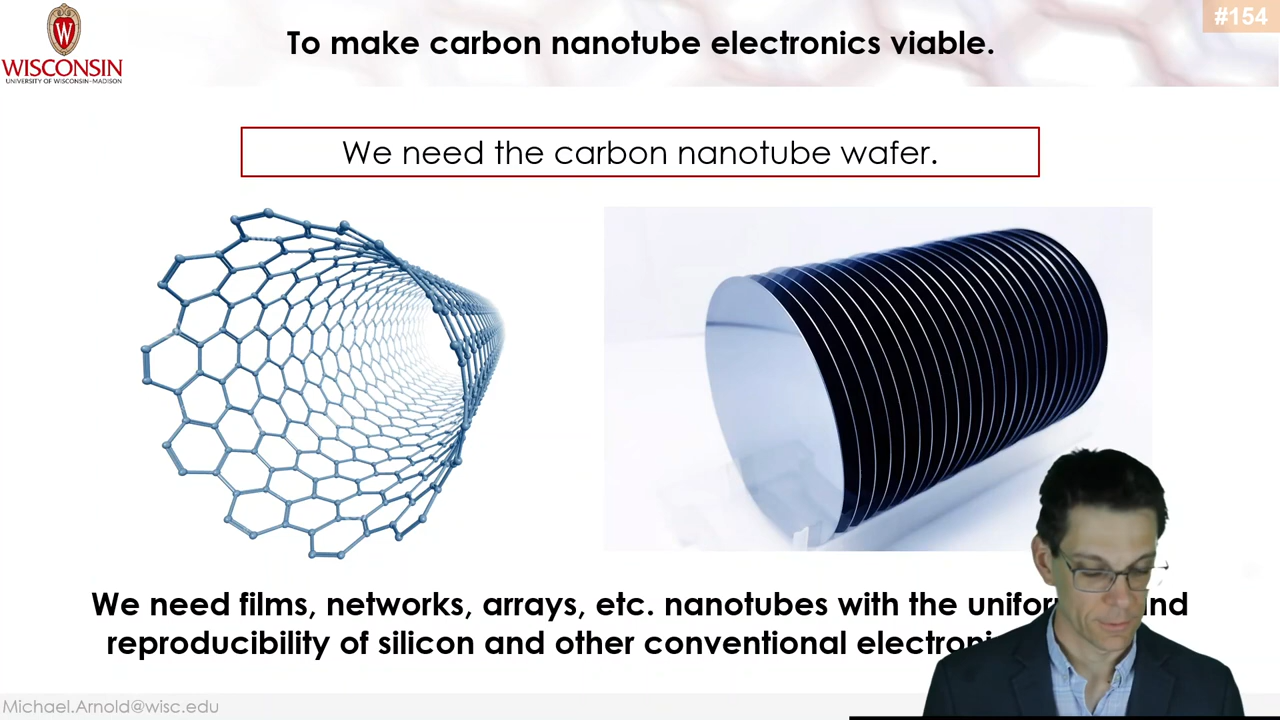 #154
To make carbon nanotube electronics viable.
W
WISCONSIN
UNIVERSITY OF WISCONSIN-MADISON
We need the carbon nanotube wafer.
We need films, networks, arrays, etc. nanotubes with the
reproducibility of silicon and other conventional
Michael.Arnold@wisc.edu